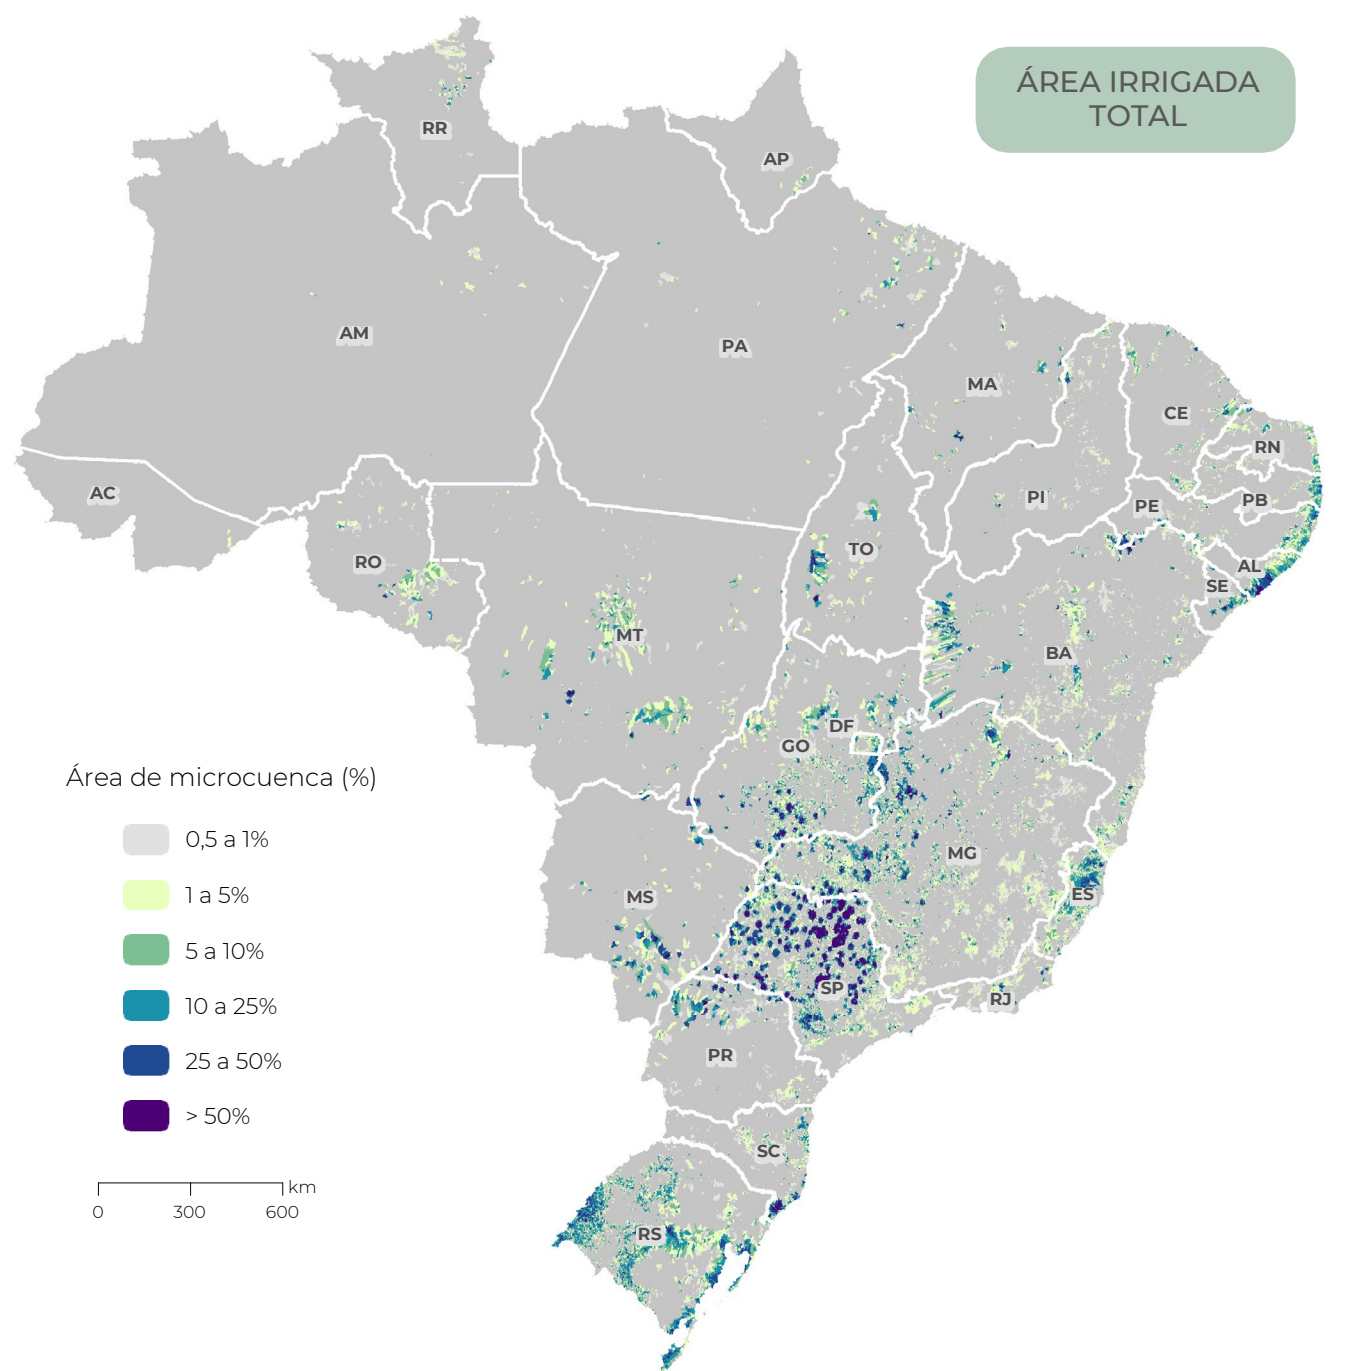 ÁREA IRRIGADA
TOTAL
RR
AP
AM
PA
MA
CE
RN
AC
PI
PE
PB
RO
TO
AL
SE
MT
BA
DF
GO
Área de microcuenca (%)
0,5 a 1%
MG
MS
ES
1 a 5%
5 a 10%
SP
RJ
10 a 25%
PR
25 a 50%
> 50%
SC
km
0
300
600
RS